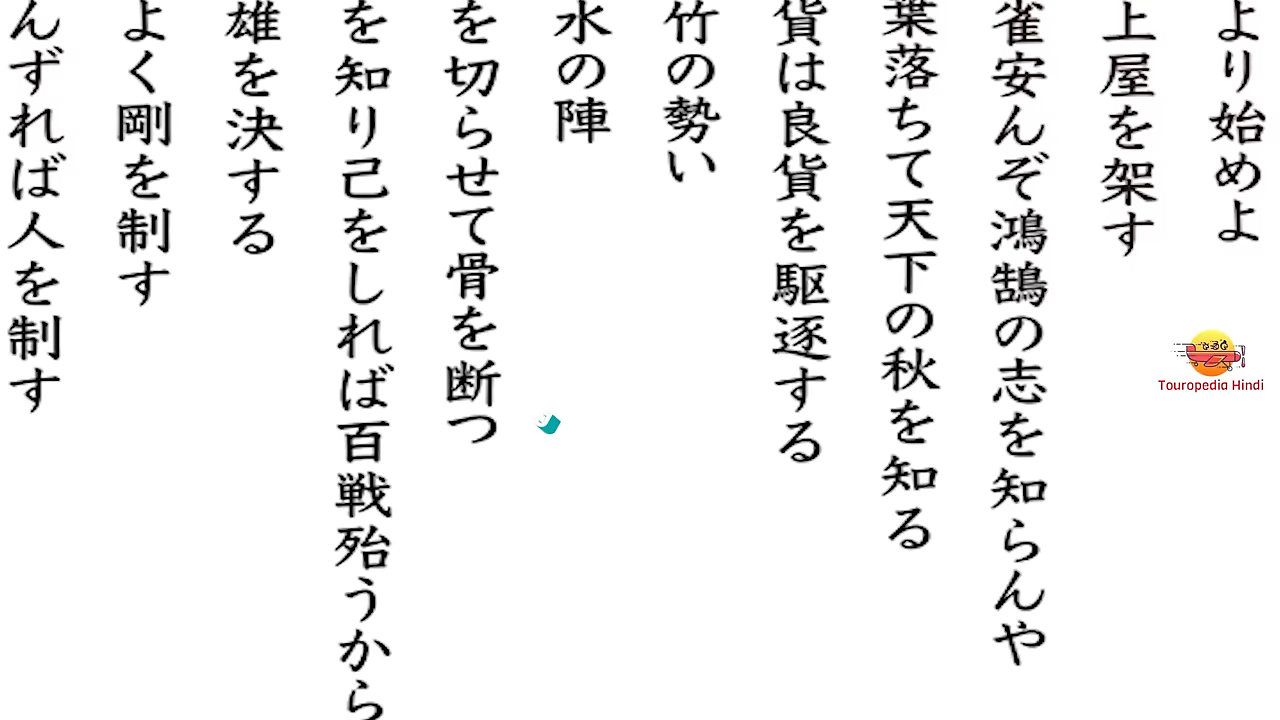 より始めよ
上屋を架す
雀安んぞ鴻鵠の志を知らんや
葉落ちて天下の秋を知る
貨は良貨を駆逐する
竹の勢い
水の陣
を切らせて骨を断つ
を知り己をしれば百戦殆うから
雄を決する
よく剛を制す
んずれば人を制す
Touropedia Hindi